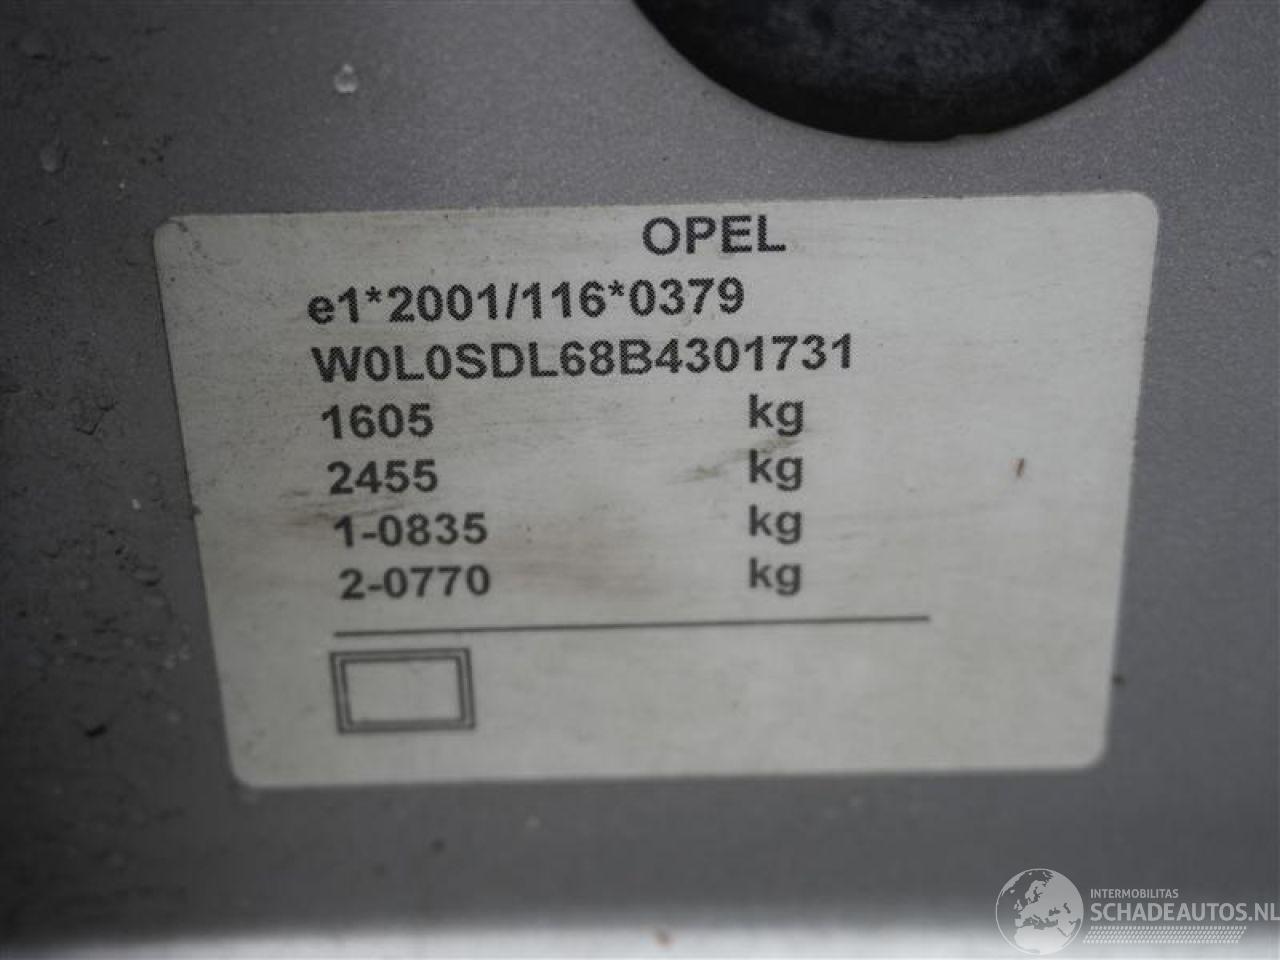 OPEL
e1*2001/116*0379
W0L0SDL68B4301731
1605 kg
2455 kg
1-0835 kg
2-0770 kg
INTERMOBILITAS
SCHADEAUTOS.NL